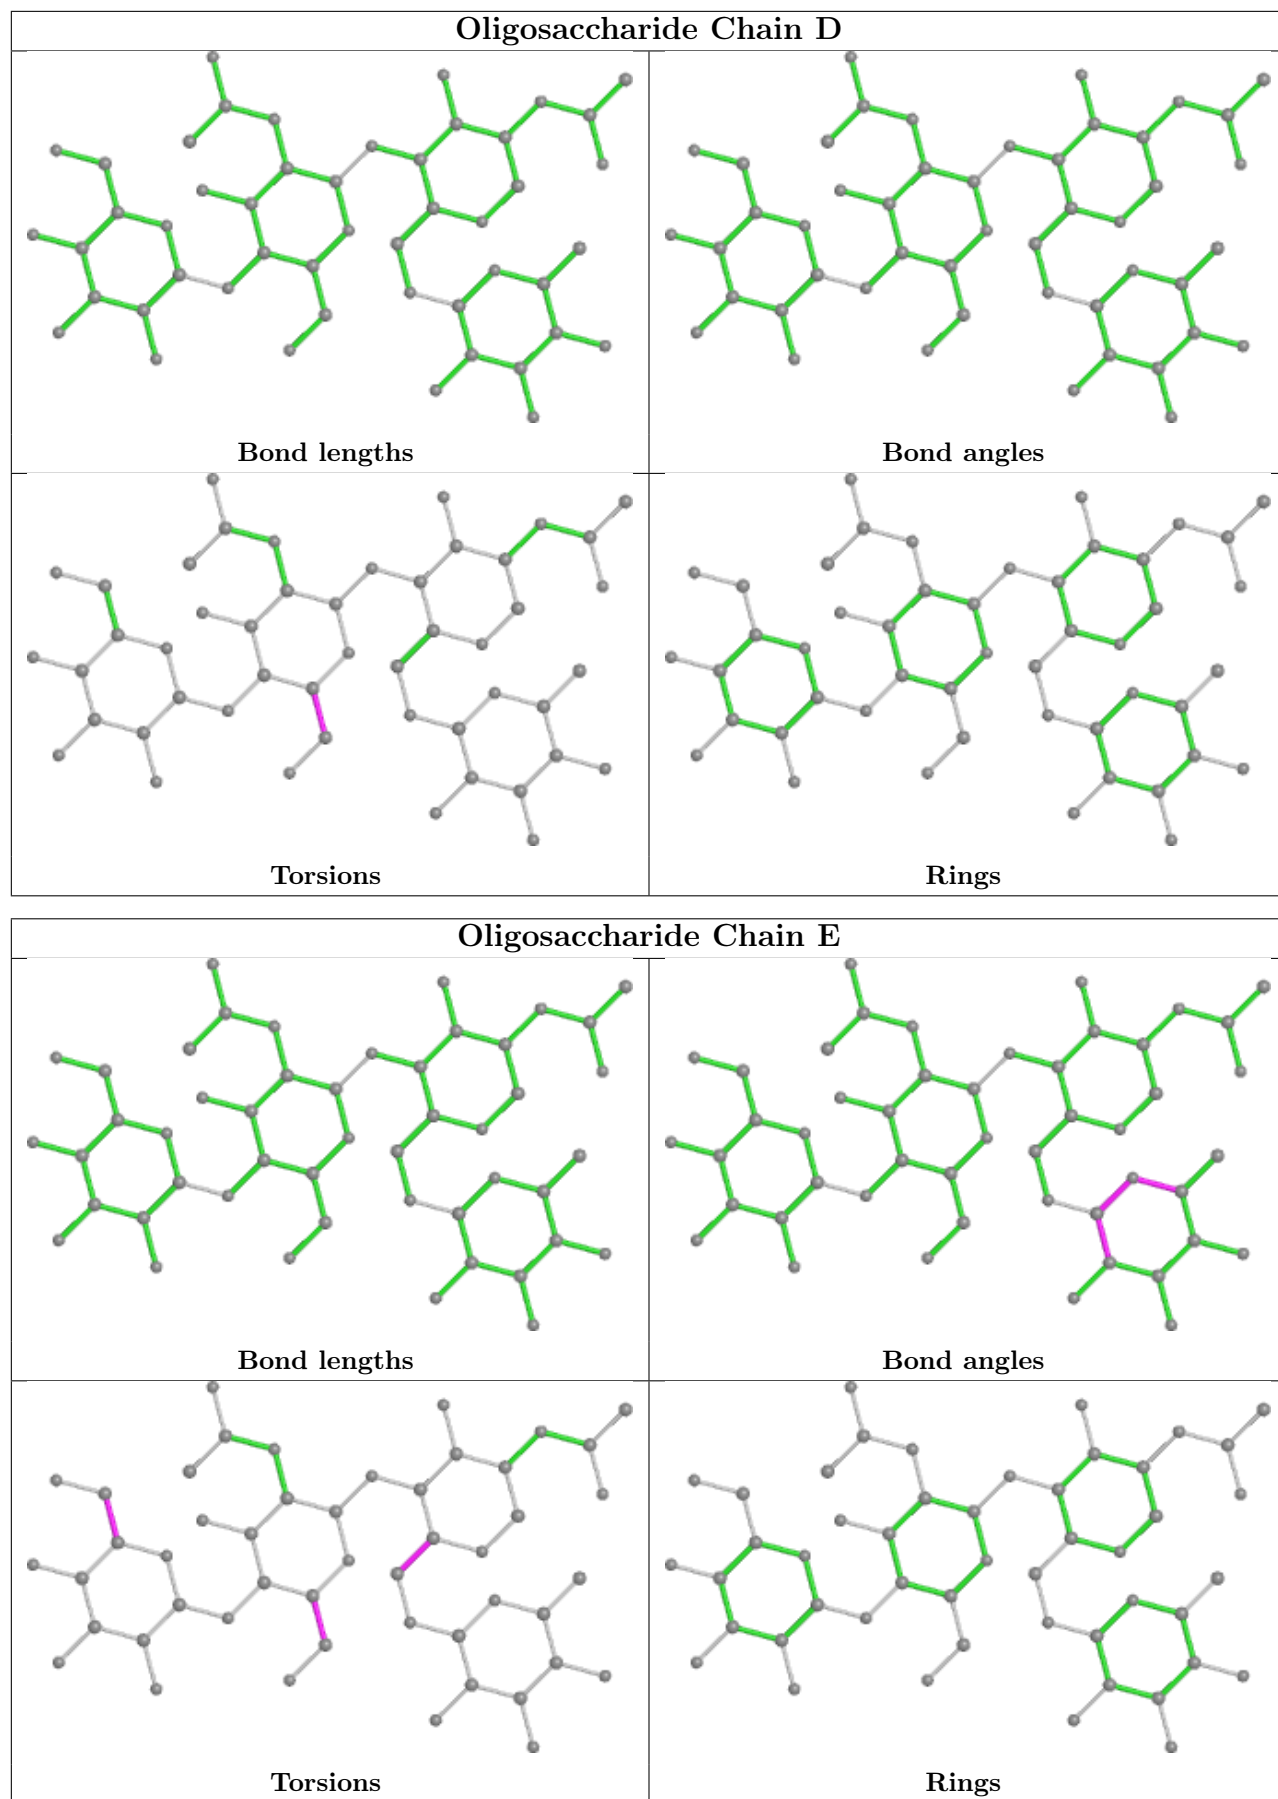 Oligosaccharide Chain D
Bond lengths
Bond angles
Torsions
Rings
Oligosaccharide Chain E
Bond lengths
Bond angles
Torsions
Rings